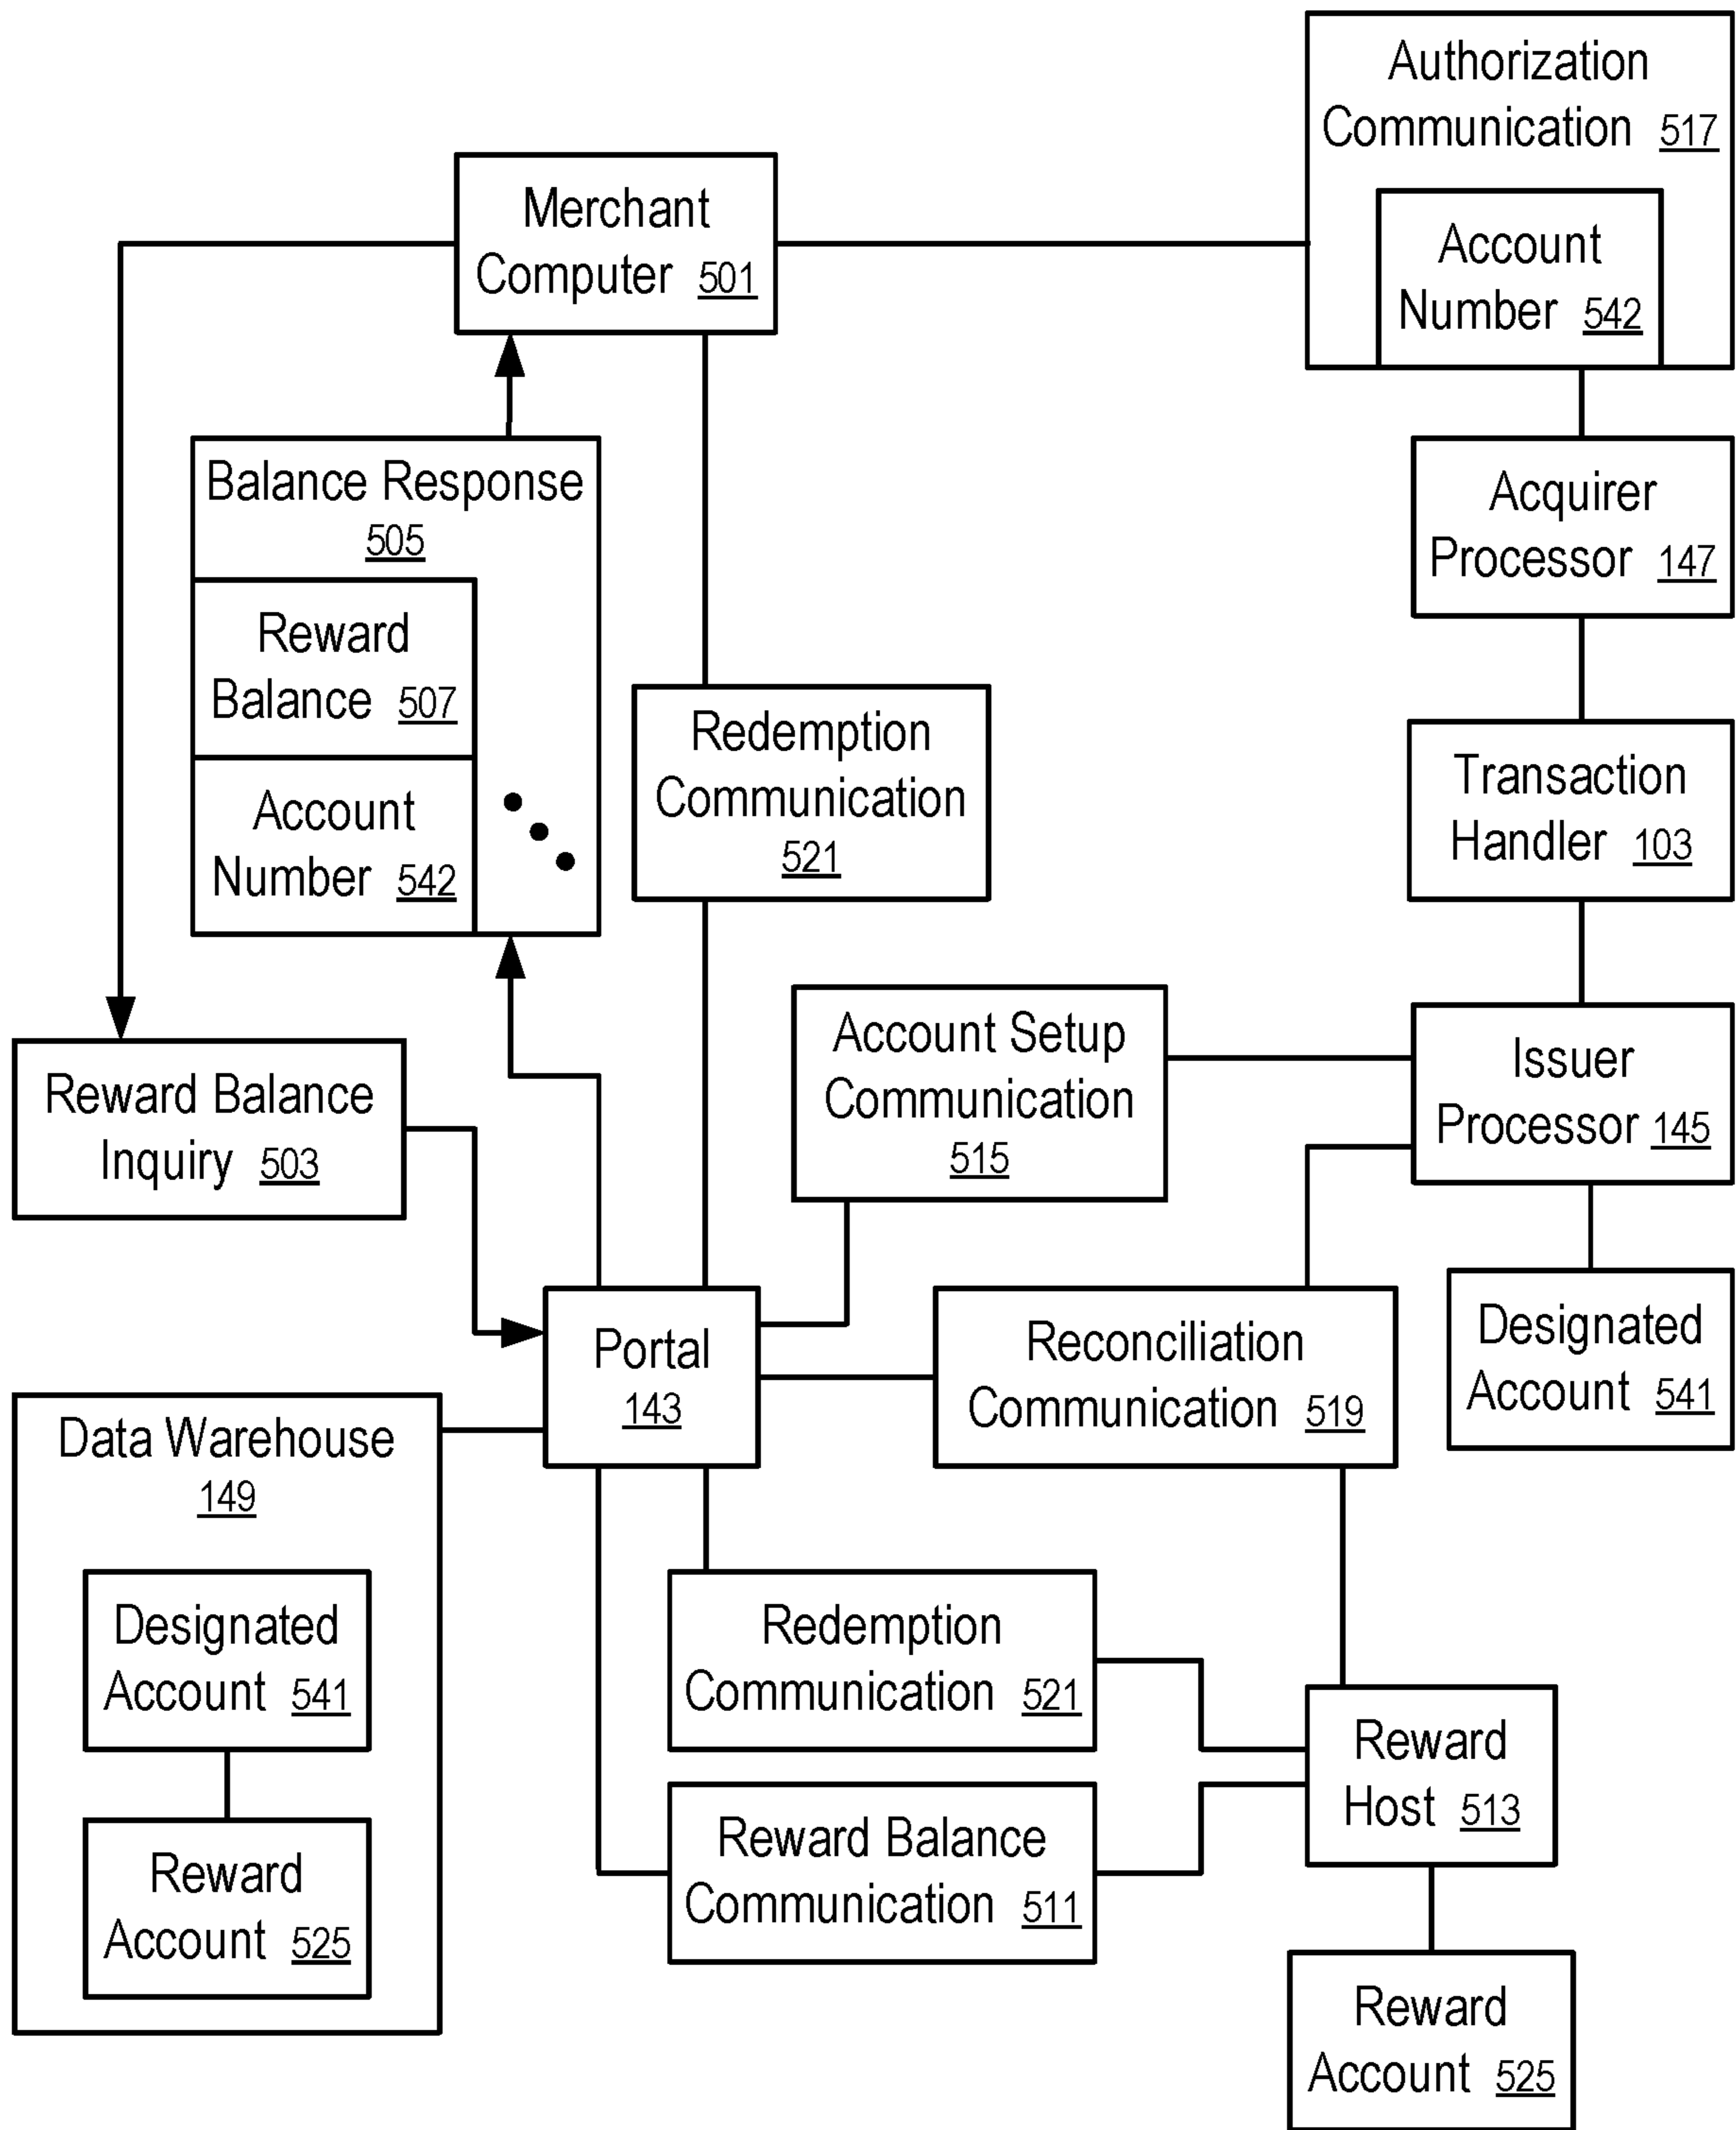 Authorization
Communication 517
Account
Number 542
Merchant
Computer 501
Balance Response
505
Reward
Balance 507
Account
Number 542
Acquirer
Processor 147
Redemption
Communication
521
Transaction
Handler 103
Account Setup
Communication
515
Issuer
Processor 145
Reward Balance
Inquiry 503
Portal
143
Reconciliation
Communication 519
Designated
Account 541
Data Warehouse
149
Designated
Account 541
Reward
Account 525
Redemption
Communication 521
Reward Balance
Communication 511
Reward
Host 513
Reward
Account 525